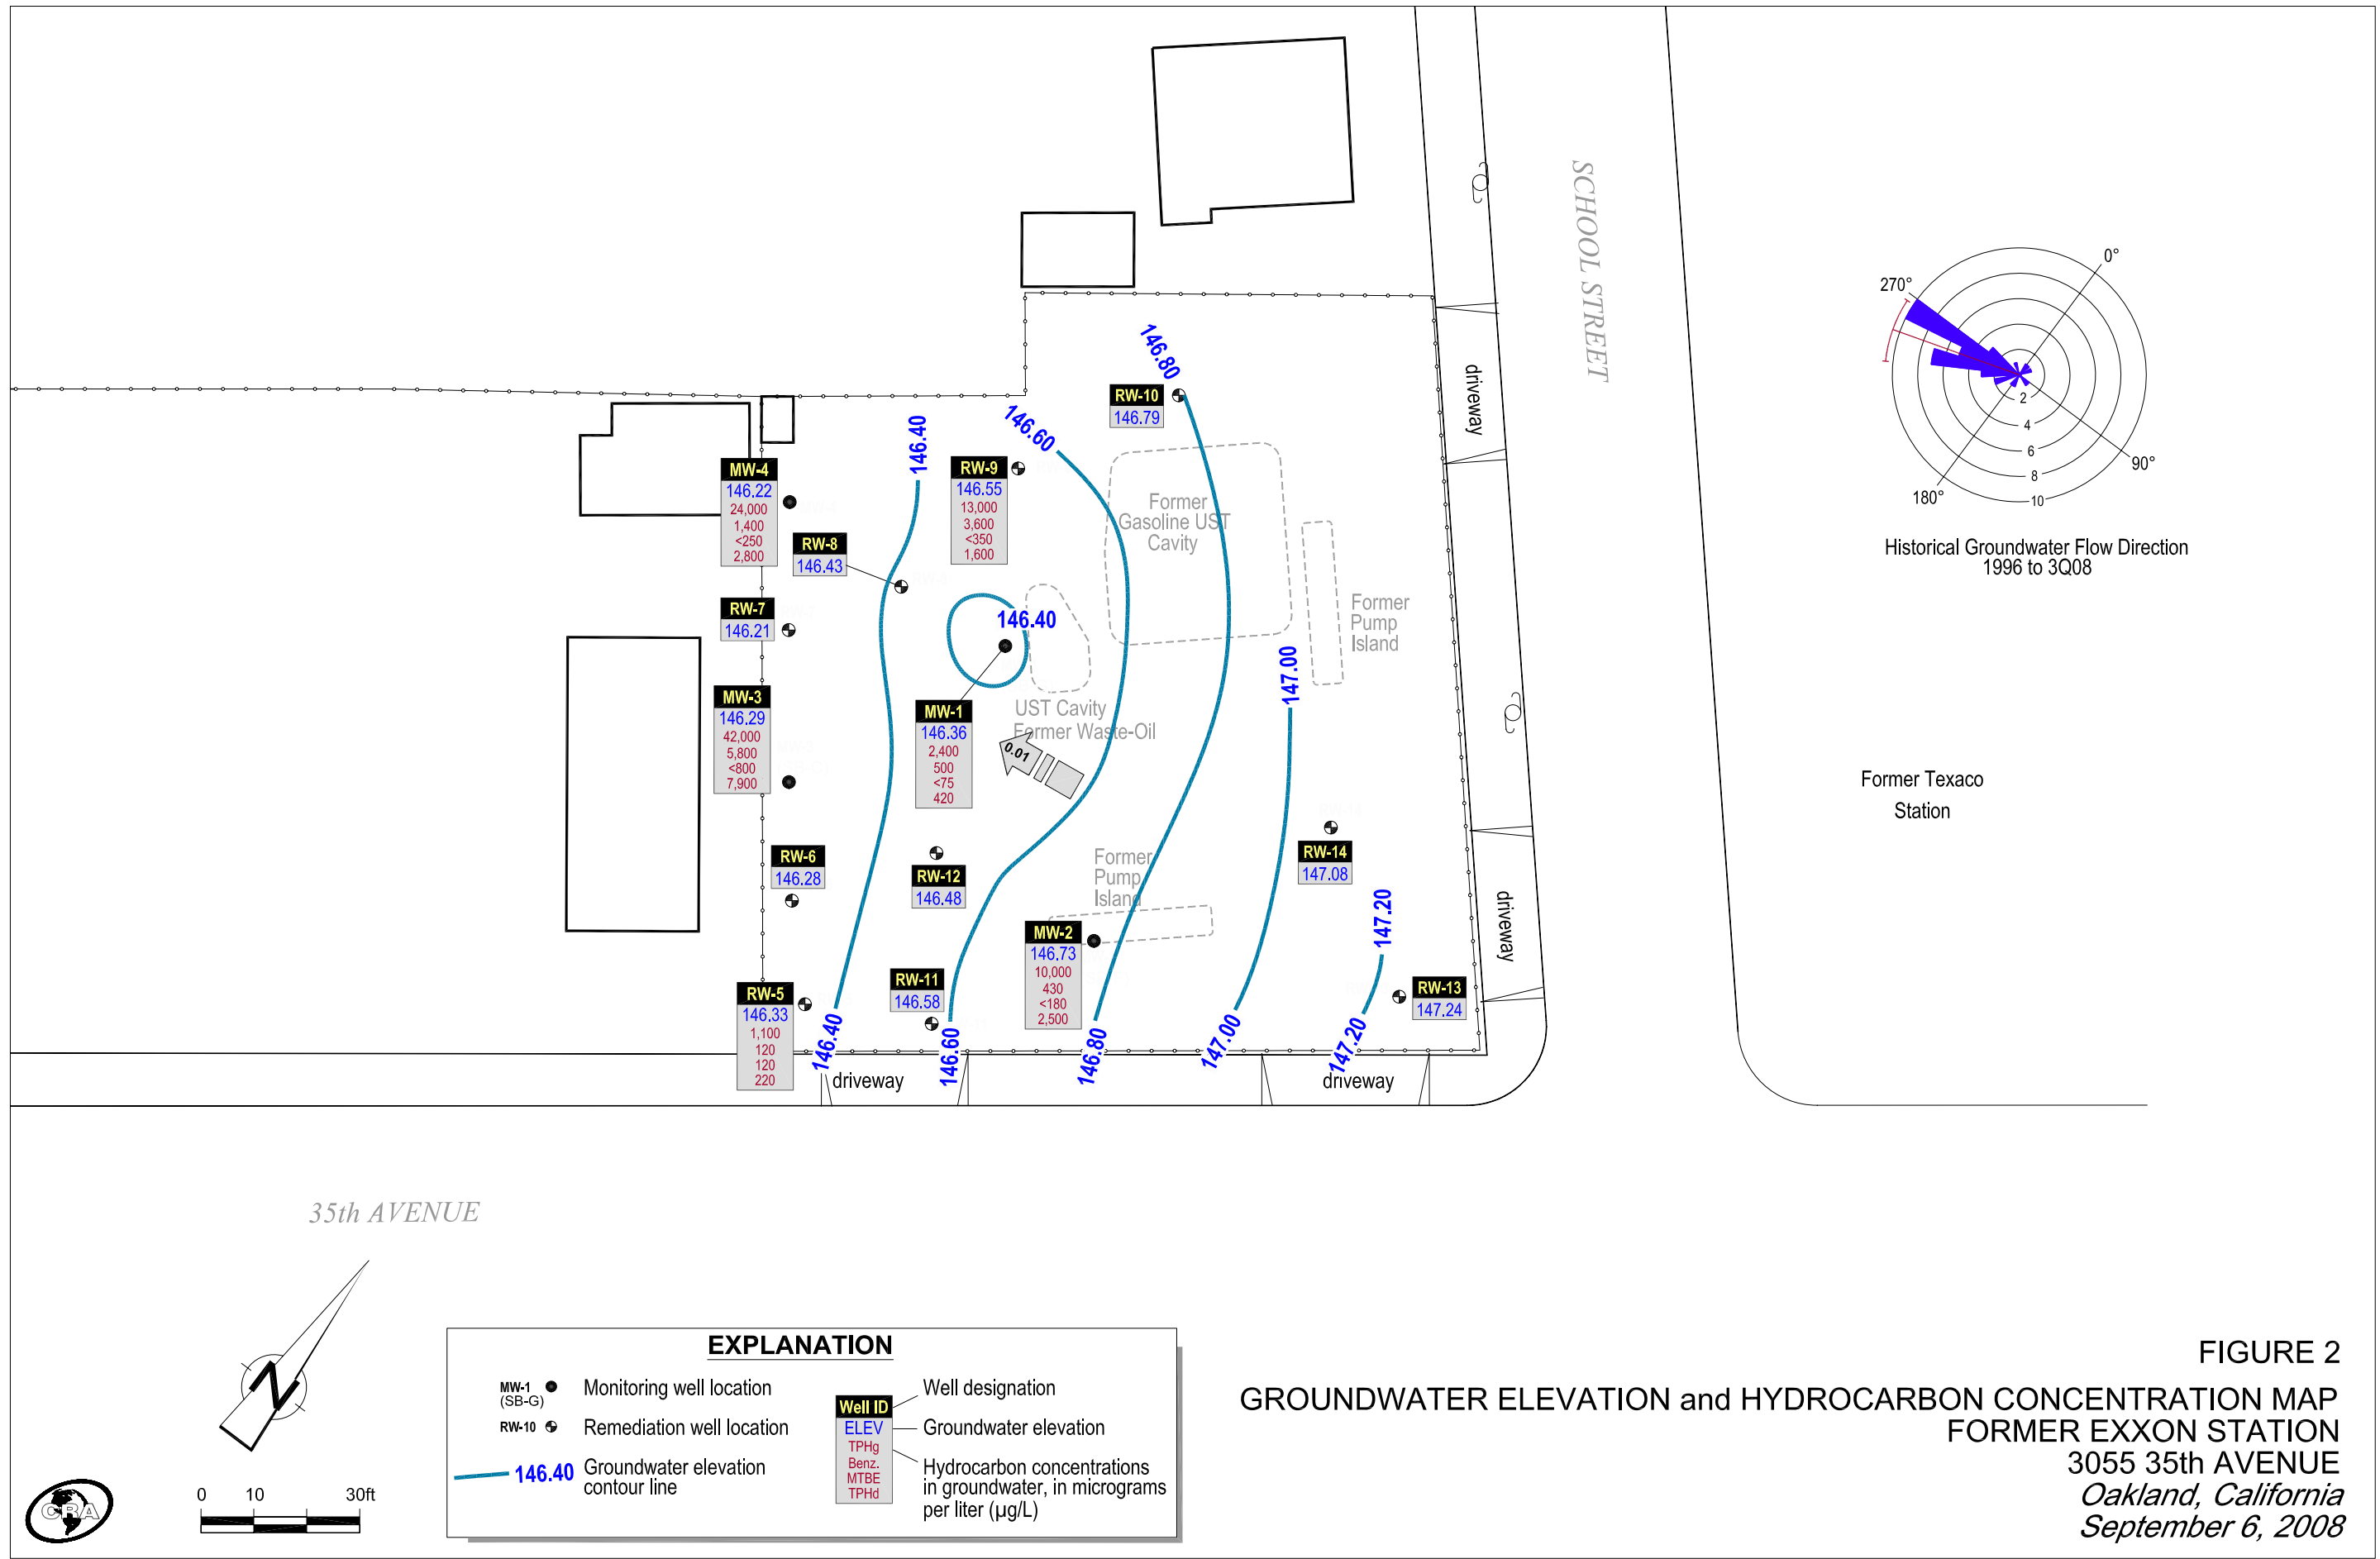 SCHOOL STREET
146.80
RW-10
146.79
driveway
0°
270°
90°
180°
2
4
6
8
10
Historical Groundwater Flow Direction
1996 to 3Q08
146.40
146.60
MW-4
146.22
24,000
1,400
<250
2,800
RW-9
146.55
13,000
3,600
<350
1,600
Former
Gasoline UST
Cavity
RW-8
146.43
RW-7
146.21
146.40
Former
Pump
Island
147.00
MW-3
146.29
42,000
5,800
<800
7,900
MW-1
146.36
2,400
500
<75
420
UST Cavity
Former Waste-Oil
0.01
Former Texaco
Station
RW-6
146.28
RW-12
146.48
Former
Pump
Island
RW-14
147.08
147.20
driveway
MW-2
146.73
10,000
430
<180
2,500
RW-5
146.33
1,100
120
120
220
RW-11
146.58
RW-13
147.24
146.40
146.60
146.80
147.00
147.20
driveway
driveway
35th AVENUE
N
0 10 30ft
CRA
EXPLANATION
MW-1
(SB-G)
Monitoring well location
RW-10
Remediation well location
146.40
Groundwater elevation
contour line
Well ID
ELEV
TPHg
Benz.
MTBE
TPHd
Well designation
Groundwater elevation
Hydrocarbon concentrations
in groundwater, in micrograms
per liter (µg/L)
FIGURE 2
GROUNDWATER ELEVATION and HYDROCARBON CONCENTRATION MAP
FORMER EXXON STATION
3055 35th AVENUE
Oakland, California
September 6, 2008